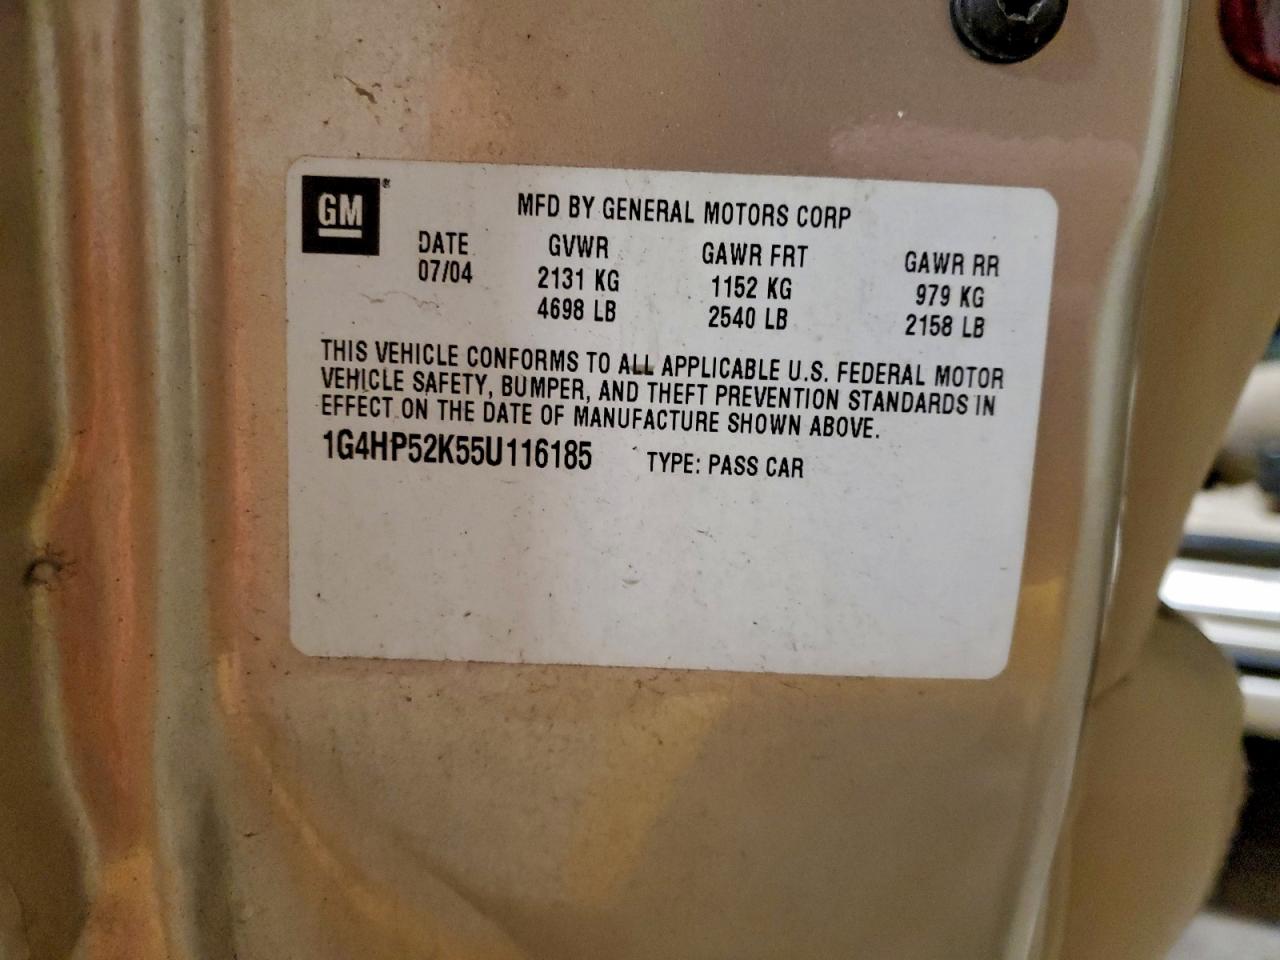 GM ®
MFD BY GENERAL MOTORS CORP
DATE GVWR GAWR FRT GAWR RR
07/04 2131 KG 1152 KG 979 KG
4698 LB 2540 LB 2158 LB
THIS VEHICLE CONFORMS TO ALL APPLICABLE U.S. FEDERAL MOTOR
VEHICLE SAFETY, BUMPER, AND THEFT PREVENTION STANDARDS IN
EFFECT ON THE DATE OF MANUFACTURE SHOWN ABOVE.
1G4HP52K55U116185 TYPE: PASS CAR